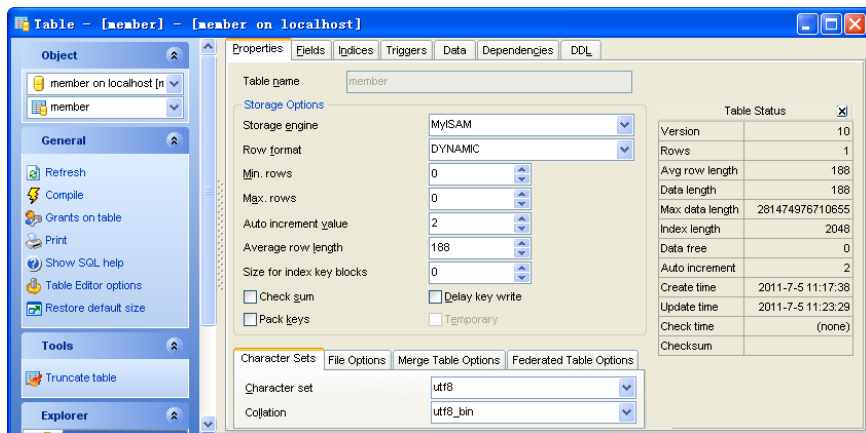 Table - [member] - [member on localhost]
Object
member on localhost [n
member
General
Refresh
Compile
Grants on table
Print
Show SQL help
Table Editor options
Restore default size
Tools
Truncate table
Explorer
Properties Fields Indices Triggers Data Dependencies DDL
Table name member
Storage Options
Storage engine MyISAM
Row format DYNAMIC
Min. rows 0
Max. rows 0
Auto increment value 2
Average row length 188
Size for index key blocks 0
Check sum Delay key write
Pack keys Temporary
Character Sets File Options Merge Table Options Federated Table Options
Character set utf8
Collation utf8_bin
Table Status
Version 10
Rows 1
Avg row length 188
Data length 188
Max data length 281474976710655
Index length 2048
Data free 0
Auto increment 2
Create time 2011-7-5 11:17:38
Update time 2011-7-5 11:23:29
Check time (none)
Checksum